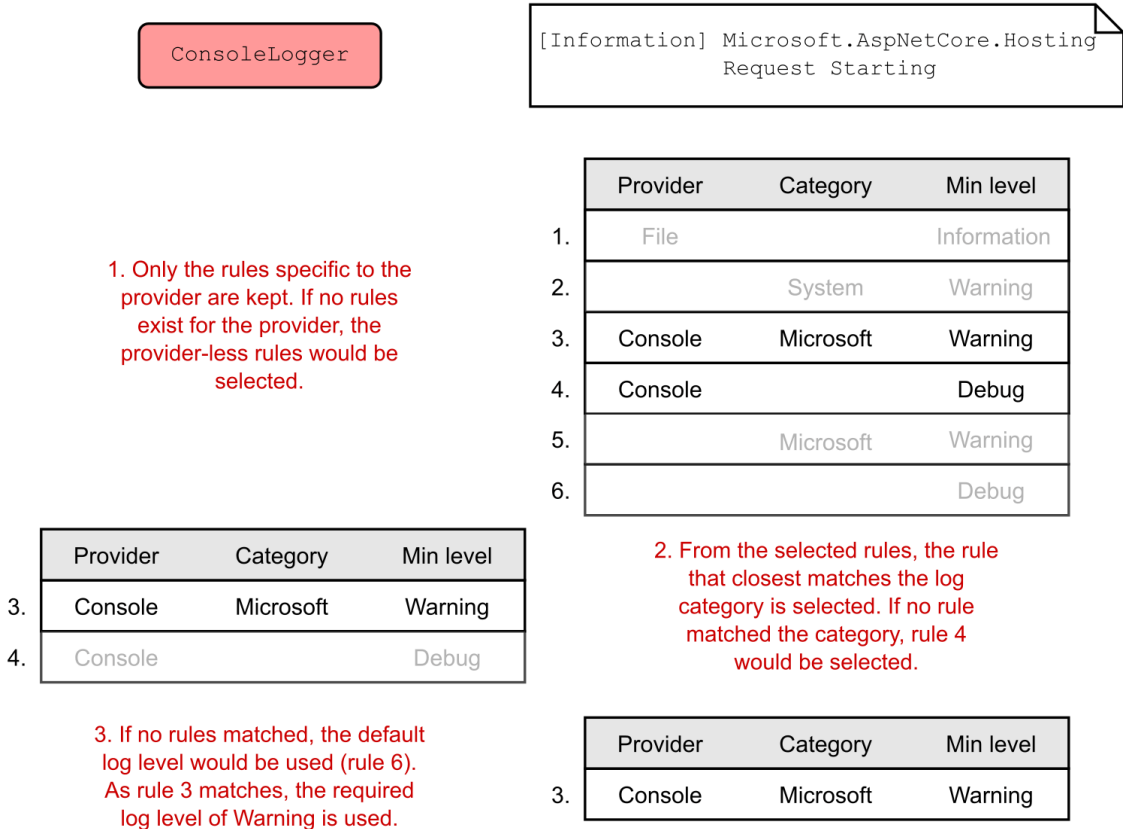 ConsoleLogger
[Information] Microsoft.AspNetCore.Hosting
Request Starting
1. Only the rules specific to the
provider are kept. If no rules
exist for the provider, the
provider-less rules would be
selected.
Provider Category Min level
1. File Information
2. System Warning
3. Console Microsoft Warning
4. Console Debug
5. Microsoft Warning
6. Debug
2. From the selected rules, the rule
that closest matches the log
category is selected. If no rule
matched the category, rule 4
would be selected.
Provider Category Min level
3. Console Microsoft Warning
4. Console Debug
3. If no rules matched, the default
log level would be used (rule 6).
As rule 3 matches, the required
log level of Warning is used.
Provider Category Min level
3. Console Microsoft Warning